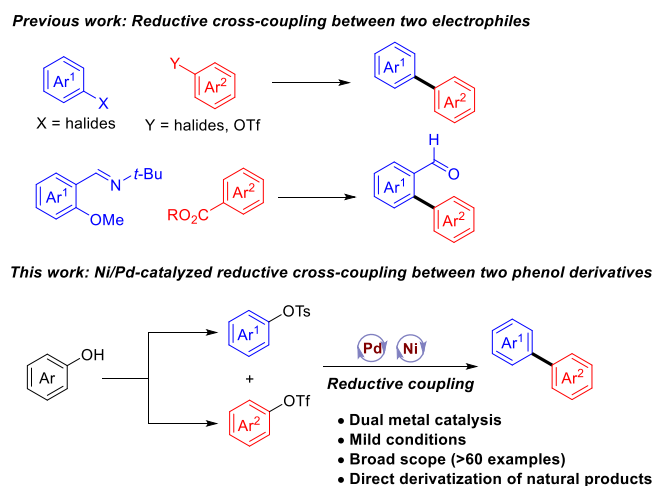 Previous work: Reductive cross-coupling between two electrophiles
Ar1
X
Y
Ar2
Ar1
Ar2
X = halides
Y = halides, OTf
H
O
Ar1
N
t-Bu
OMe
RO2C
Ar2
Ar1
Ar2
This work: Ni/Pd-catalyzed reductive cross-coupling between two phenol derivatives
OTs
Ar1
OH
Ar
+
OTf
Ar2
Pd
Ni
Reductive coupling
Ar1
Ar2
• Dual metal catalysis
• Mild conditions
• Broad scope (>60 examples)
• Direct derivatization of natural products